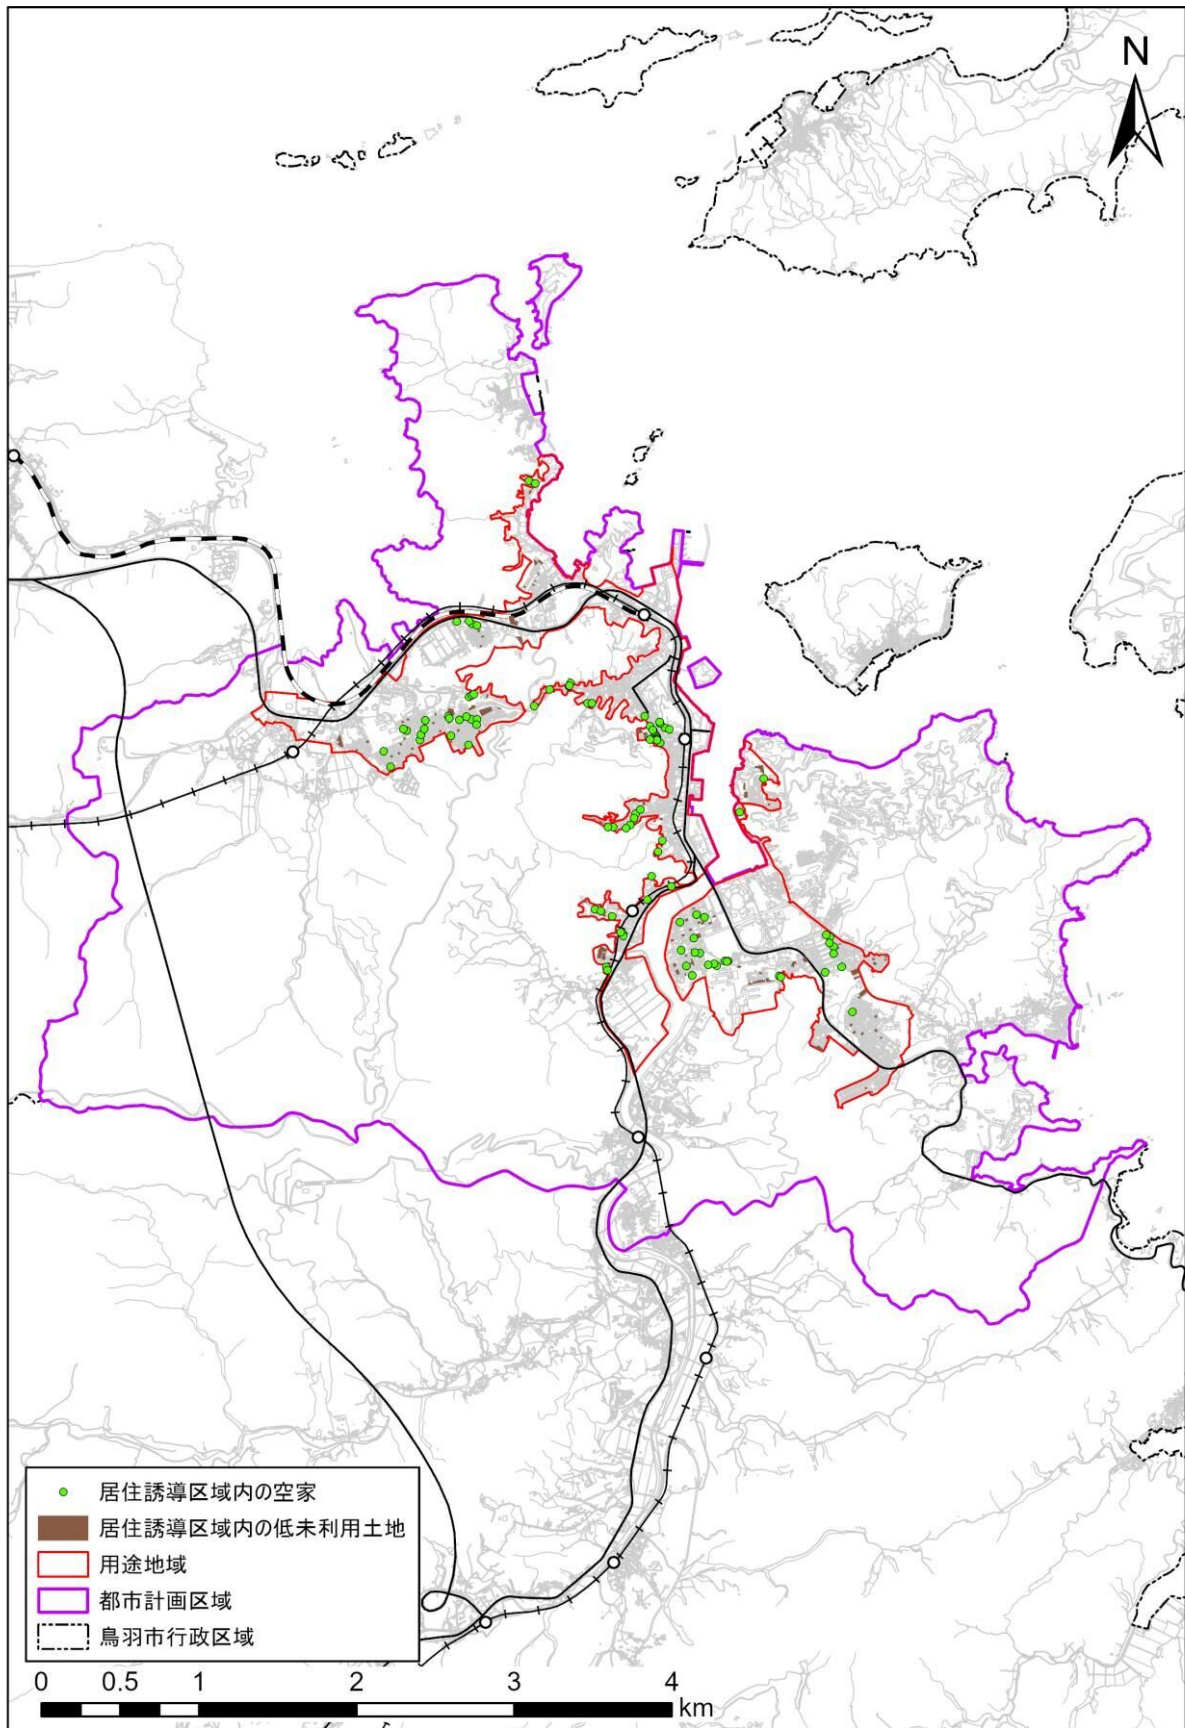 N
居住誘導区域内の空家
居住誘導区域内の低未利用土地
用途地域
都市計画区域
鳥羽市行政区域
0 0.5 1 2 3 4
km